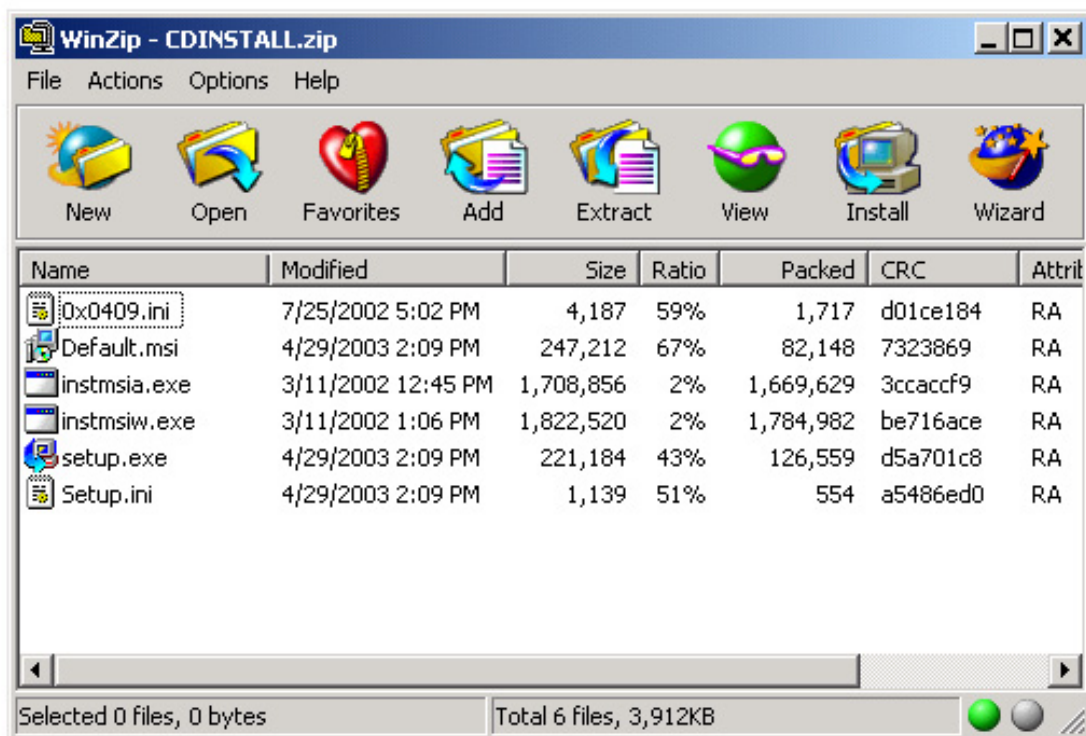 WinZip - CDINSTALL.zip
File Actions Options Help
New Open Favorites Add Extract View Install Wizard
Name Modified Size Ratio Packed CRC Attrit
0x0409.ini 7/25/2002 5:02 PM 4,187 59% 1,717 d01ce184 RA
Default.msi 4/29/2003 2:09 PM 247,212 67% 82,148 7323869 RA
instmsia.exe 3/11/2002 12:45 PM 1,708,856 2% 1,669,629 3ccaccf9 RA
instmsiw.exe 3/11/2002 1:06 PM 1,822,520 2% 1,784,982 be716ace RA
setup.exe 4/29/2003 2:09 PM 221,184 43% 126,559 d5a701c8 RA
Setup.ini 4/29/2003 2:09 PM 1,139 51% 554 a5486ed0 RA
Selected 0 files, 0 bytes Total 6 files, 3,912KB